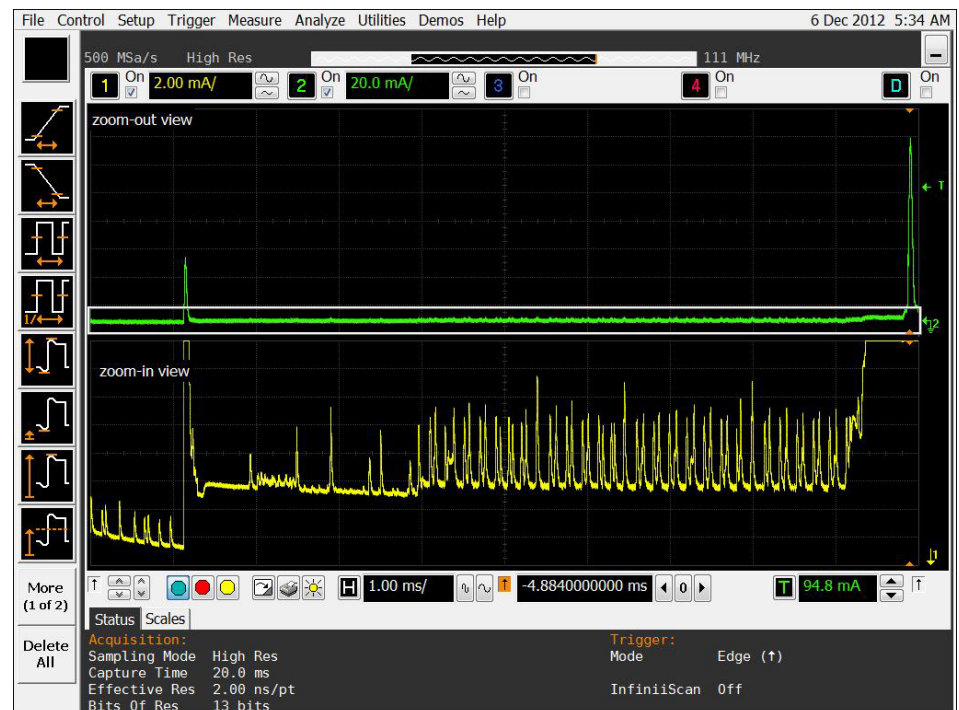 File Control Setup Trigger Measure Analyze Utilities Demos Help 6 Dec 2012 5:34 AM
500 MSa/s High Res 111 MHz
1 On 2.00 mA/ 2 On 20.0 mA/ 3 On 4 On D On
zoom-out view
T
2
zoom-in view
1/
1
More
(1 of 2)
Delete
All
H 1.00 ms/ -4.8840000000 ms 0 T 94.8 mA
Status Scales
Acquisition: Trigger:
Sampling Mode High Res Mode Edge (↑)
Capture Time 20.0 ms
Effective Res 2.00 ns/pt InfiniiScan Off
Bits Of Res 13 bits